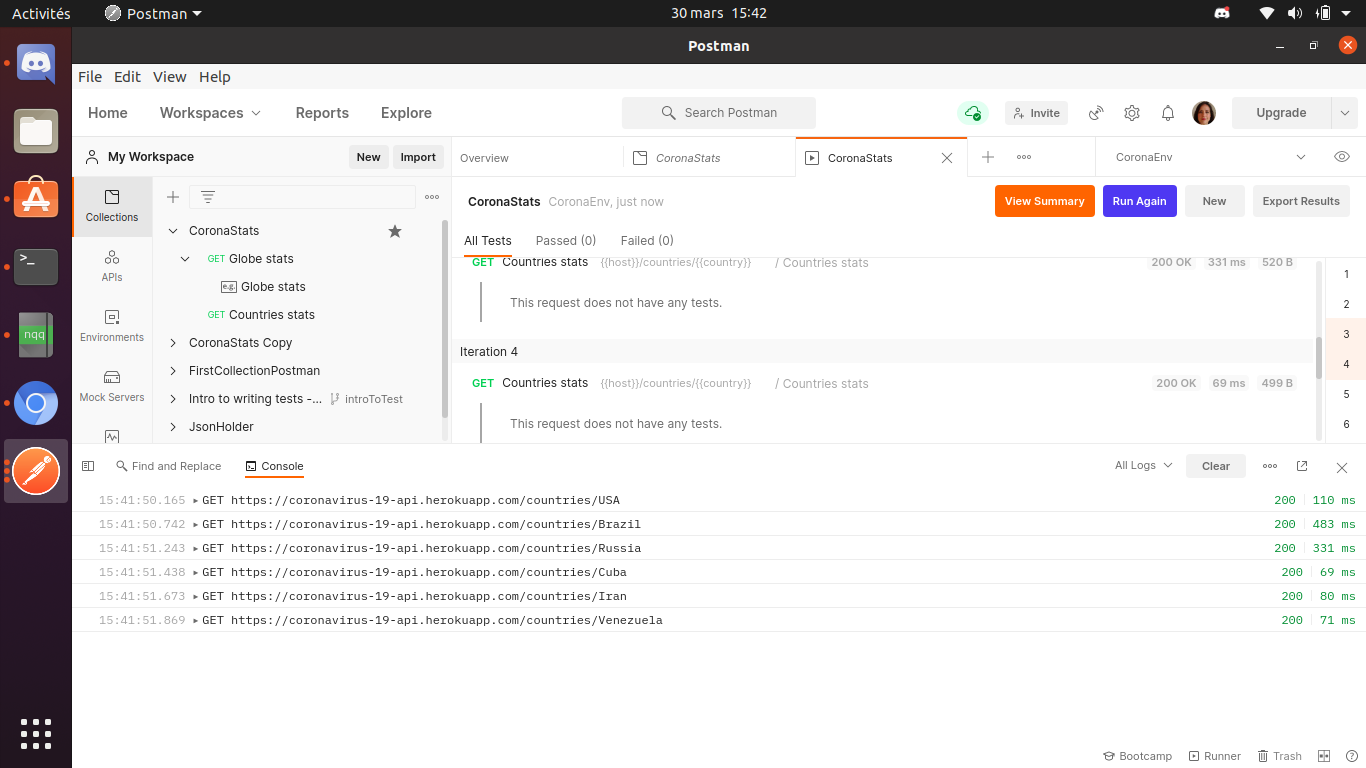 Activités
Postman
30 mars 15:42
Postman
File Edit View Help
Home Workspaces Reports Explore
Search Postman
Invite
Upgrade
My Workspace
New Import
Overview
CoronaStats
CoronaStats
CoronaEnv
Collections
APIs
Environments
Mock Servers
CoronaStats
GET Globe stats
e.g. Globe stats
GET Countries stats
CoronaStats Copy
FirstCollectionPostman
Intro to writing tests -... introToTest
JsonHolder
CoronaStats CoronaEnv, just now
View Summary Run Again New Export Results
All Tests Passed (0) Failed (0)
GET Countries stats {{host}}/countries/{{country}} / Countries stats 200 OK 331 ms 520 B
This request does not have any tests.
Iteration 4
GET Countries stats {{host}}/countries/{{country}} / Countries stats 200 OK 69 ms 499 B
This request does not have any tests.
1
2
3
4
5
6
>_
nqq
Find and Replace Console
All Logs Clear
15:41:50.165 GET https://coronavirus-19-api.herokuapp.com/countries/USA 200 110 ms
15:41:50.742 GET https://coronavirus-19-api.herokuapp.com/countries/Brazil 200 483 ms
15:41:51.243 GET https://coronavirus-19-api.herokuapp.com/countries/Russia 200 331 ms
15:41:51.438 GET https://coronavirus-19-api.herokuapp.com/countries/Cuba 200 69 ms
15:41:51.673 GET https://coronavirus-19-api.herokuapp.com/countries/Iran 200 80 ms
15:41:51.869 GET https://coronavirus-19-api.herokuapp.com/countries/Venezuela 200 71 ms
Bootcamp Runner Trash